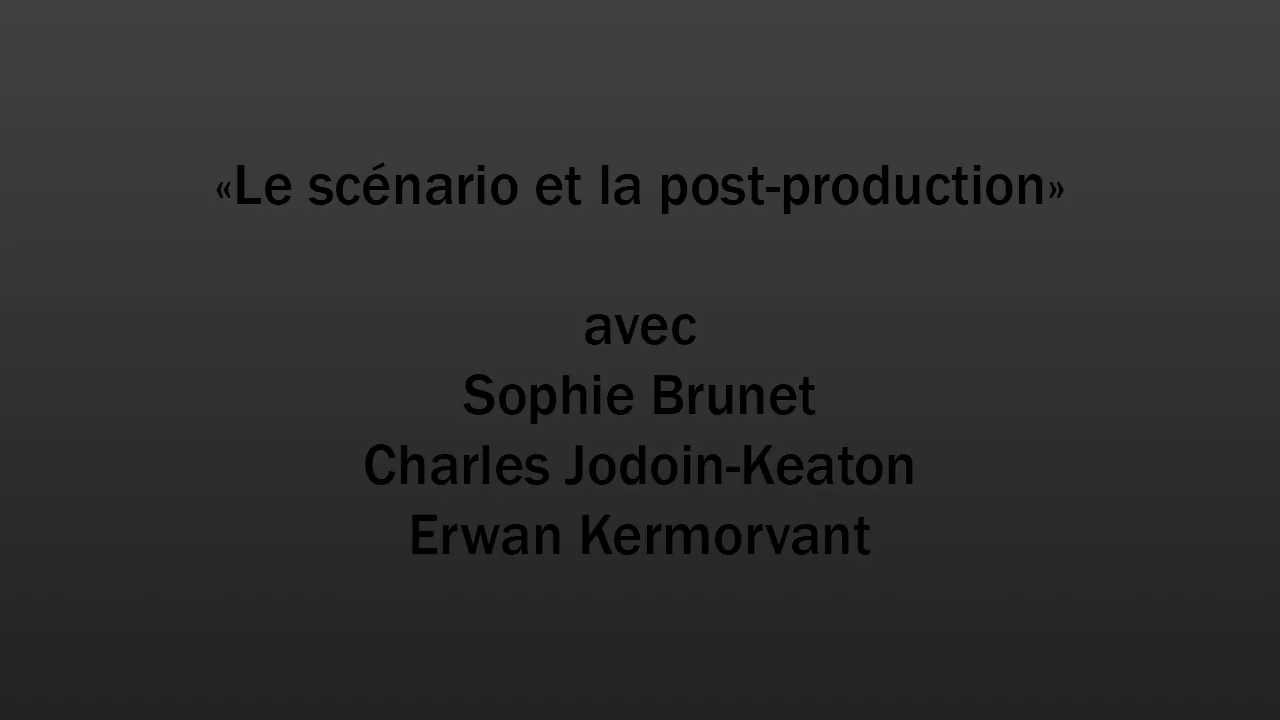 «Le scénario et la post-production»
avec
Sophie Brunet
Charles Jodoin-Keaton
Erwan Kermorvant